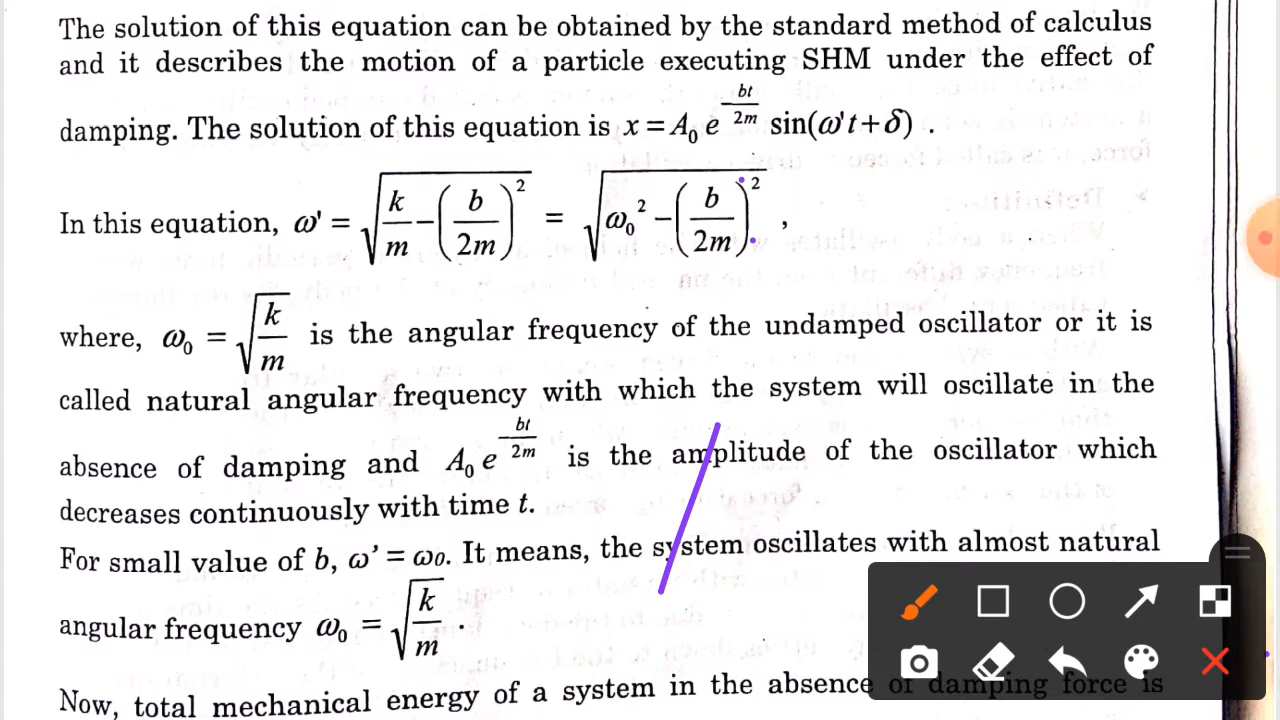 The solution of this equation can be obtained by the standard method of calculus
and it describes the motion of a particle executing SHM under the effect of
damping. The solution of this equation is x = A₀ e^(-bt/2m) sin(ω't + δ) .
In this equation, ω' = √(k/m − (b/2m)²) = √(ω₀² − (b/2m)²) ,
where, ω₀ = √(k/m) is the angular frequency of the undamped oscillator or it is
called natural angular frequency with which the system will oscillate in the
absence of damping and A₀ e^(-bt/2m) is the amplitude of the oscillator which
decreases continuously with time t.
For small value of b, ω' = ω₀. It means, the system oscillates with almost natural
angular frequency ω₀ = √(k/m) .
Now, total mechanical energy of a system in the absence of damping force is